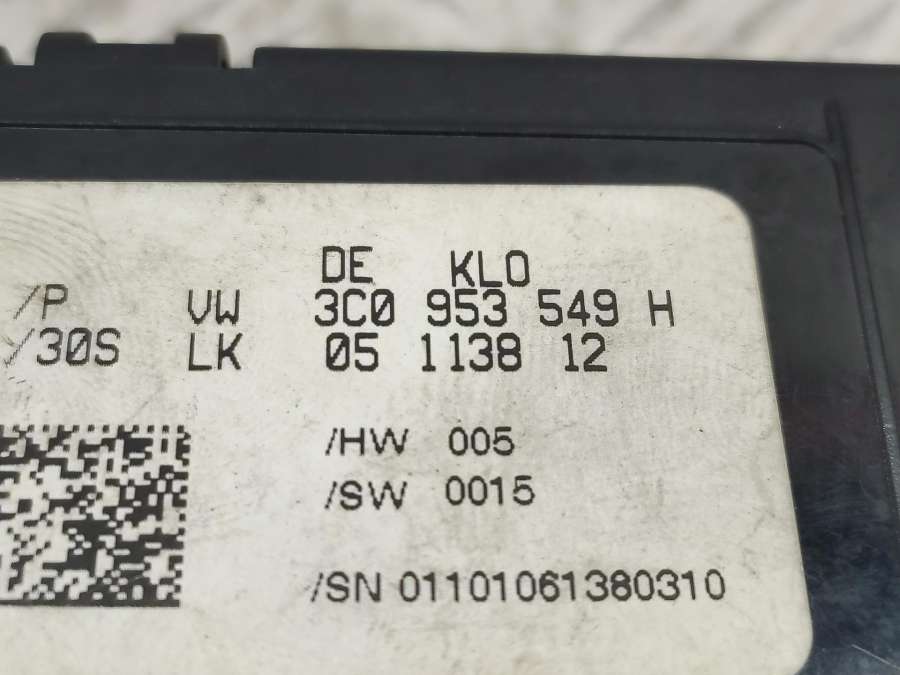 DE KLO
/P VW 3C0 953 549 H
/30S LK 05 1138 12
/HW 005
/SW 0015
/SN 01101061380310